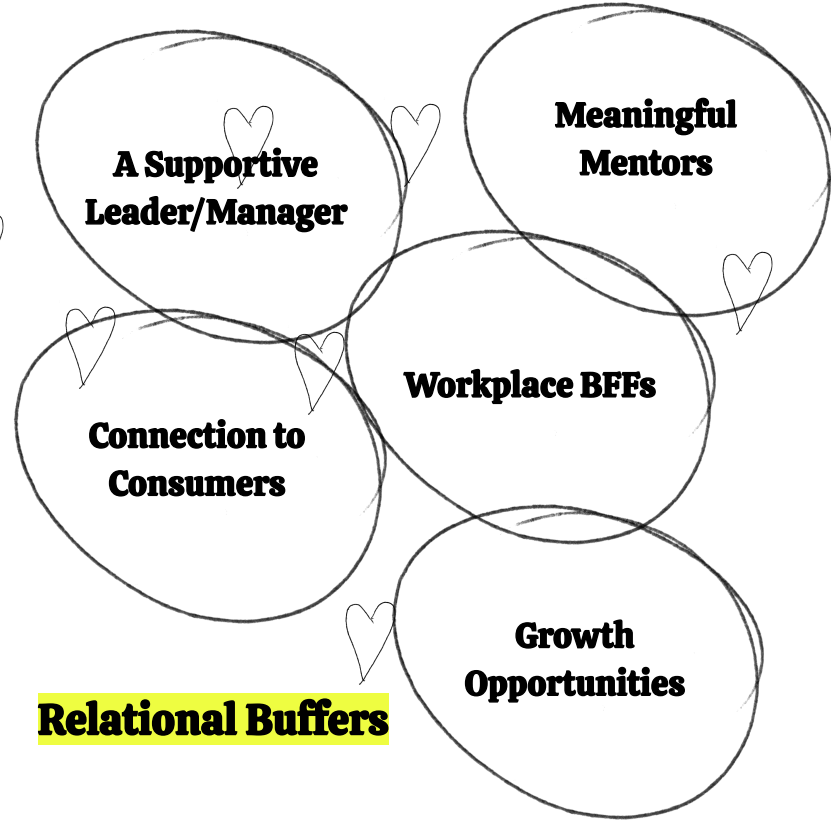 A Supportive
Leader/Manager
Meaningful
Mentors
Workplace BFFs
Connection to
Consumers
Growth
Opportunities
Relational Buffers